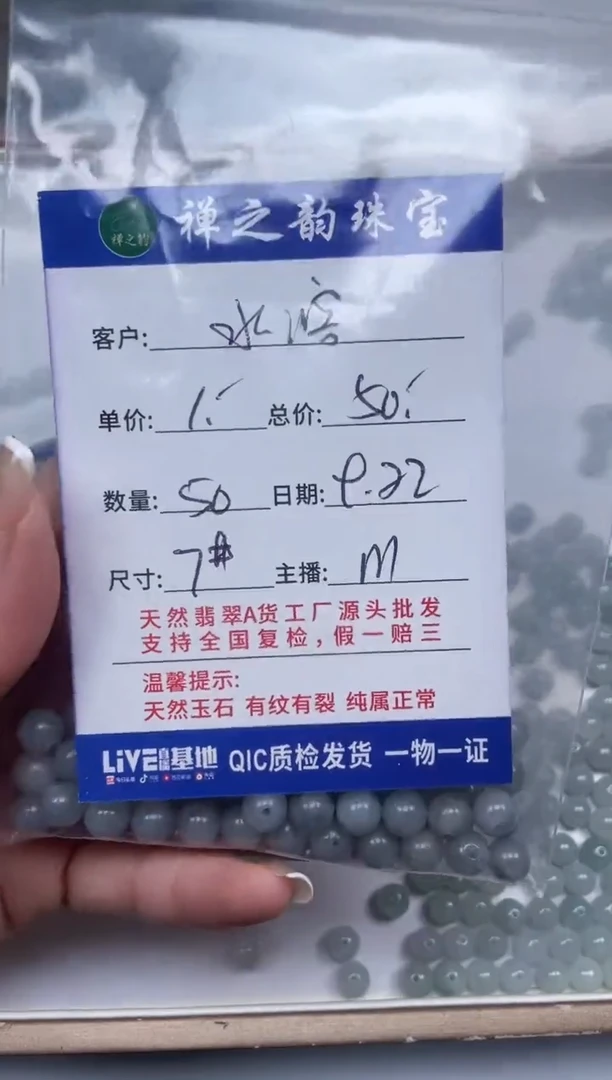 禅之韵珠宝
禅之韵
客户:
单价: 1. 总价: 50.
数量: 50 日期: 9.22
尺寸: 7# 主播: m
天然翡翠A货工厂源头批发
支持全国复检,假一赔三
温馨提示:
天然玉石 有纹有裂 纯属正常
LiVE直播基地 QIC质检发货 一物一证